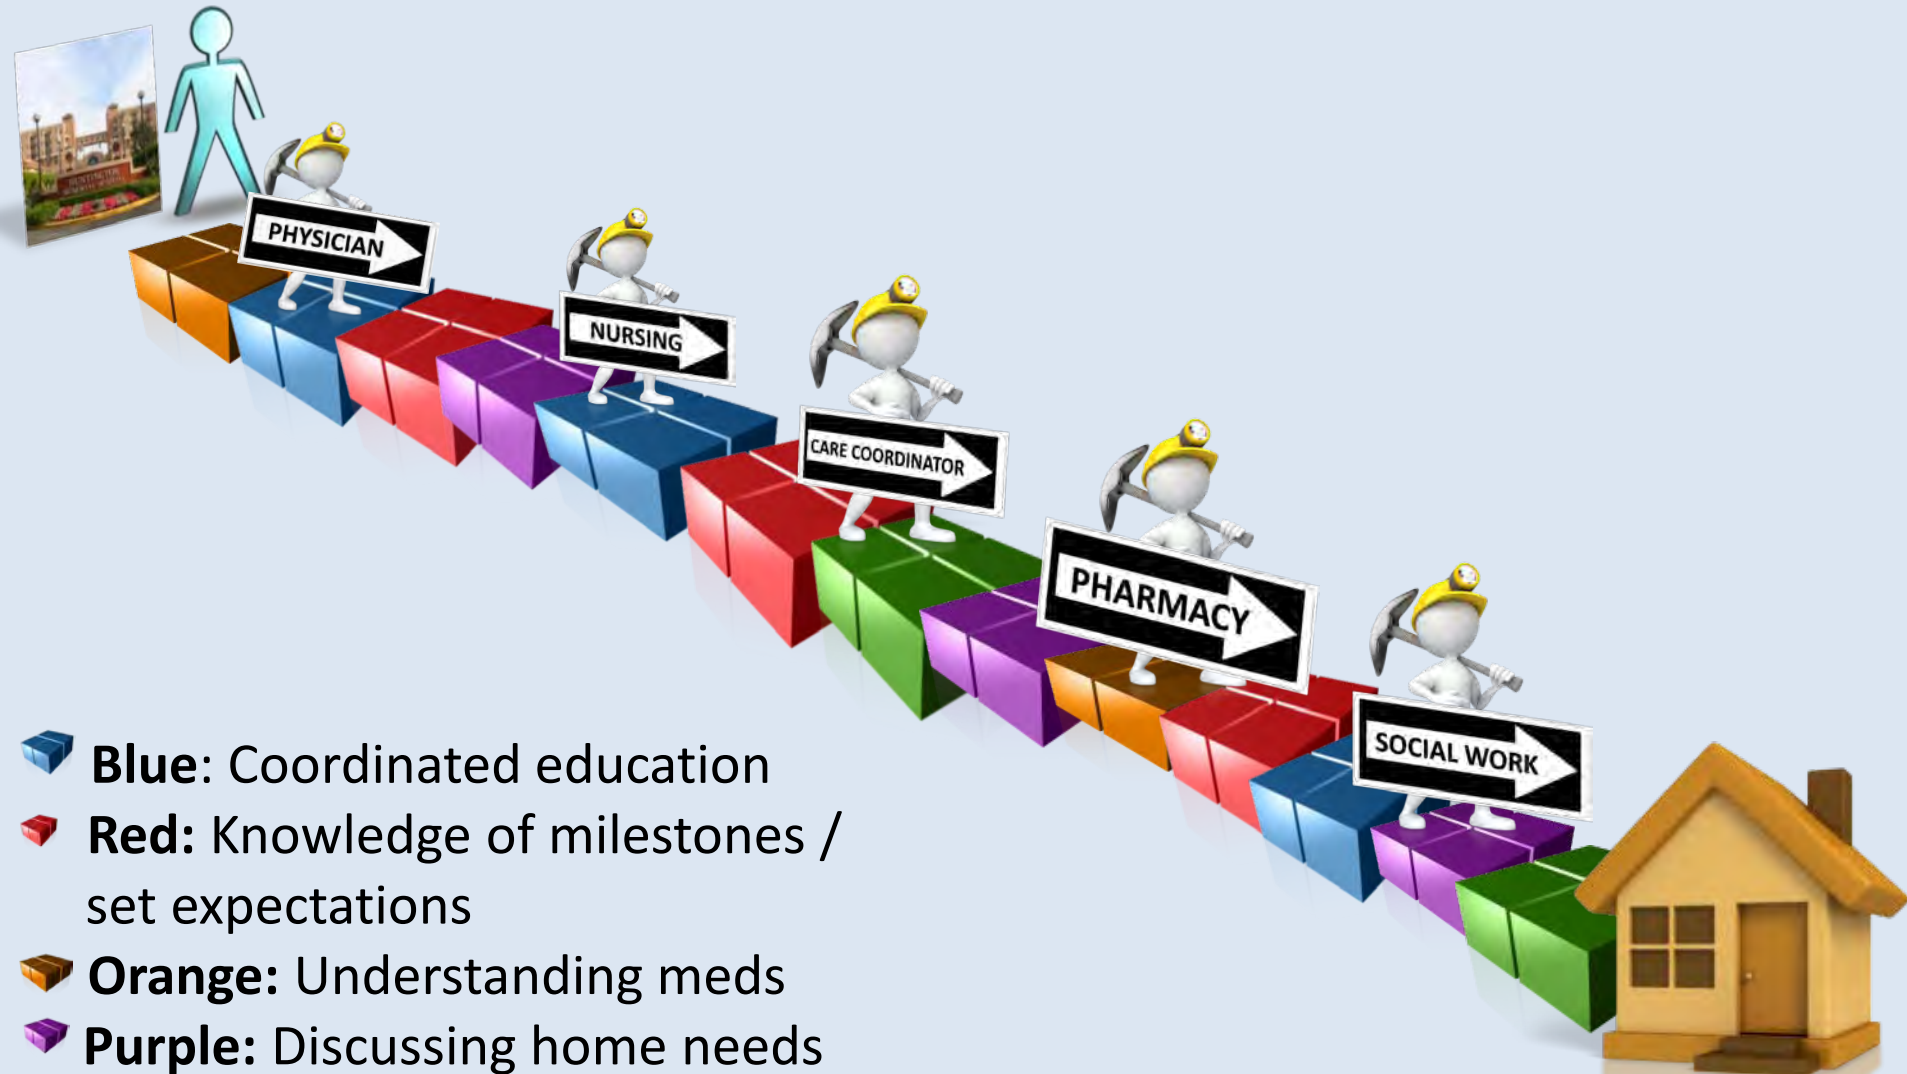 HUNTINGTON
PHYSICIAN
NURSING
CARE COORDINATOR
PHARMACY
SOCIAL WORK
Blue: Coordinated education
Red: Knowledge of milestones /
set expectations
Orange: Understanding meds
Purple: Discussing home needs